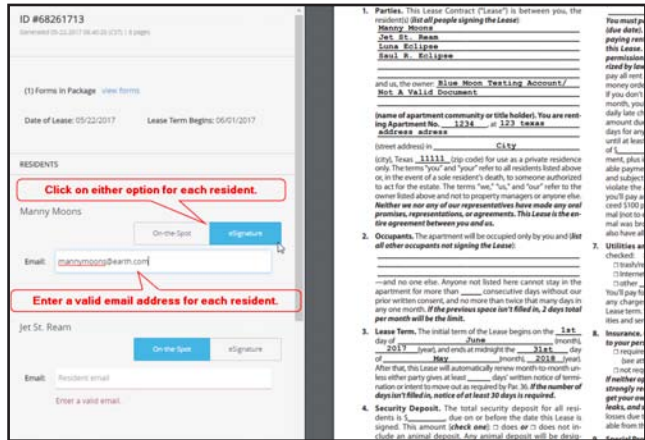 ID #68261713
Generated 05-22-2017 08:40:26 (CST) | 8 pages
(1) Forms In Package view forms
Date of Lease: 05/22/2017 Lease Term Begins: 06/01/2017
RESIDENTS
Click on either option for each resident.
Manny Moons
On-the-Spot eSignature
Email: mannymoons@earth.com
Enter a valid email address for each resident.
Jet St. Ream
On-the-Spot eSignature
Email: Resident email
Enter a valid email.
1. Parties. This Lease Contract ("Lease") is between you, the
resident(s) (list all people signing the Lease):
Manny Moons
Jet St. Ream
Luna Eclipse
Saul R. Eclipse
and us, the owner: Blue Moon Testing Account/
Not A Valid Document
(name of apartment community or title holder). You are rent-
ing Apartment No. 1234, at 123 texas
address adress
(street address) in City
(city), Texas 11111 (zip code) for use as a private residence
only. The terms "you" and "your" refer to all residents listed above
or, in the event of a sole resident's death, to someone authorized
to act for the estate. The terms "we," "us," and "our" refer to the
owner listed above and not to property managers or anyone else.
Neither we nor any of our representatives have made any oral
promises, representations, or agreements. This Lease is the en-
tire agreement between you and us.
2. Occupants. The apartment will be occupied only by you and (list
all other occupants not signing the Lease):
—and no one else. Anyone not listed here cannot stay in the
apartment for more than ____ consecutive days without our
prior written consent, and no more than twice that many days in
any one month. If the previous space isn't filled in, 2 days total
per month will be the limit.
3. Lease Term. The initial term of the Lease begins on the 1st
day of June (month),
2017 (year), and ends at midnight the 31st day
of May (month), 2018 (year).
After that, this Lease will automatically renew month-to-month un-
less either party gives at least ____ days' written notice of termi-
nation or intent to move out as required by Par. 36. If the number of
days isn't filled in, notice of at least 30 days is required.
4. Security Deposit. The total security deposit for all resi-
dents is $____, due on or before the date this Lease is
signed. This amount (check one): □ does or □ does not in-
clude an animal deposit. Any animal deposit will be desig-
You must p
(due date).
paying ren
this Lease.
permission
rized by law
pay all rent
money orde
If you don't
month, you
daily late ch
amount due
days for any
until at least
of $
ment, plus i
able payment
and subject
violate the
you'll pay a
ceed $100 p
mal (not to e
mal was bro
also have all
7. Utilities a
checked:
□ trash/re
□ Internet
□ other
You'll pay fo
any charges
Lease term.
ities and ser
8. Insurance.
to your pers
□ require
(see att
□ not req
If neither op
strongly re
get your ow
leaks, and s
losses due t
able from th